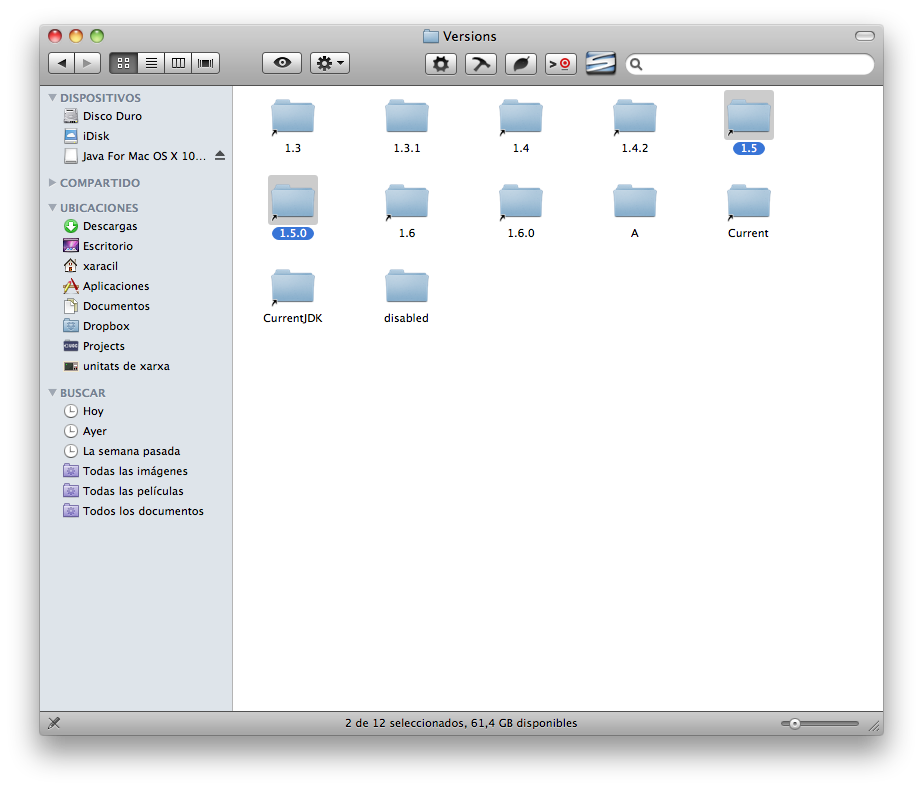 Versions
DISPOSITIVOS
Disco Duro
iDisk
Java For Mac OS X 10...
COMPARTIDO
UBICACIONES
Descargas
Escritorio
xaracil
Aplicaciones
Documentos
Dropbox
Projects
unitats de xarxa
BUSCAR
Hoy
Ayer
La semana pasada
Todas las imágenes
Todas las películas
Todos los documentos
1.3 1.3.1 1.4 1.4.2 1.5
1.5.0 1.6 1.6.0 A Current
CurrentJDK disabled
2 de 12 seleccionados, 61,4 GB disponibles